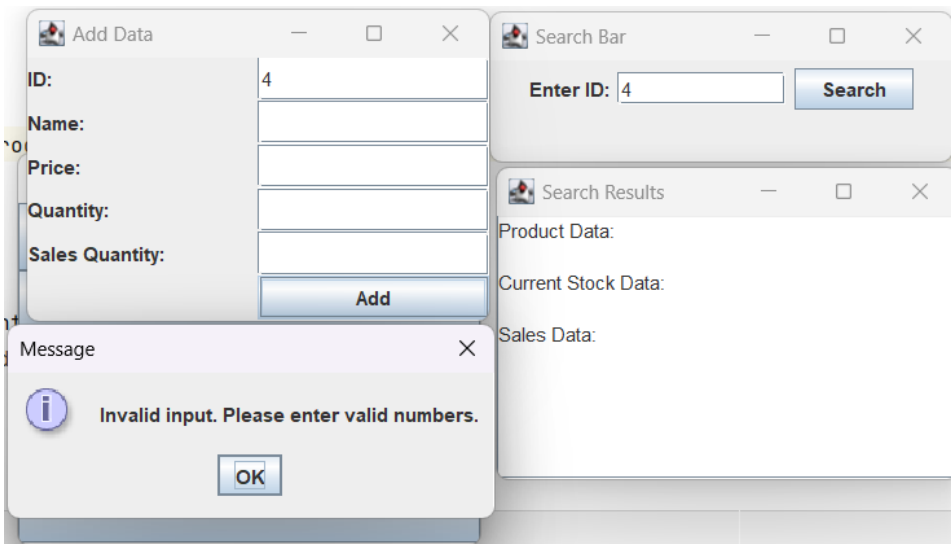 Add Data
ID: 4
Name:
Price:
Quantity:
Sales Quantity:
Add
Search Bar
Enter ID: 4 Search
Search Results
Product Data:
Current Stock Data:
Sales Data:
Message
Invalid input. Please enter valid numbers.
OK